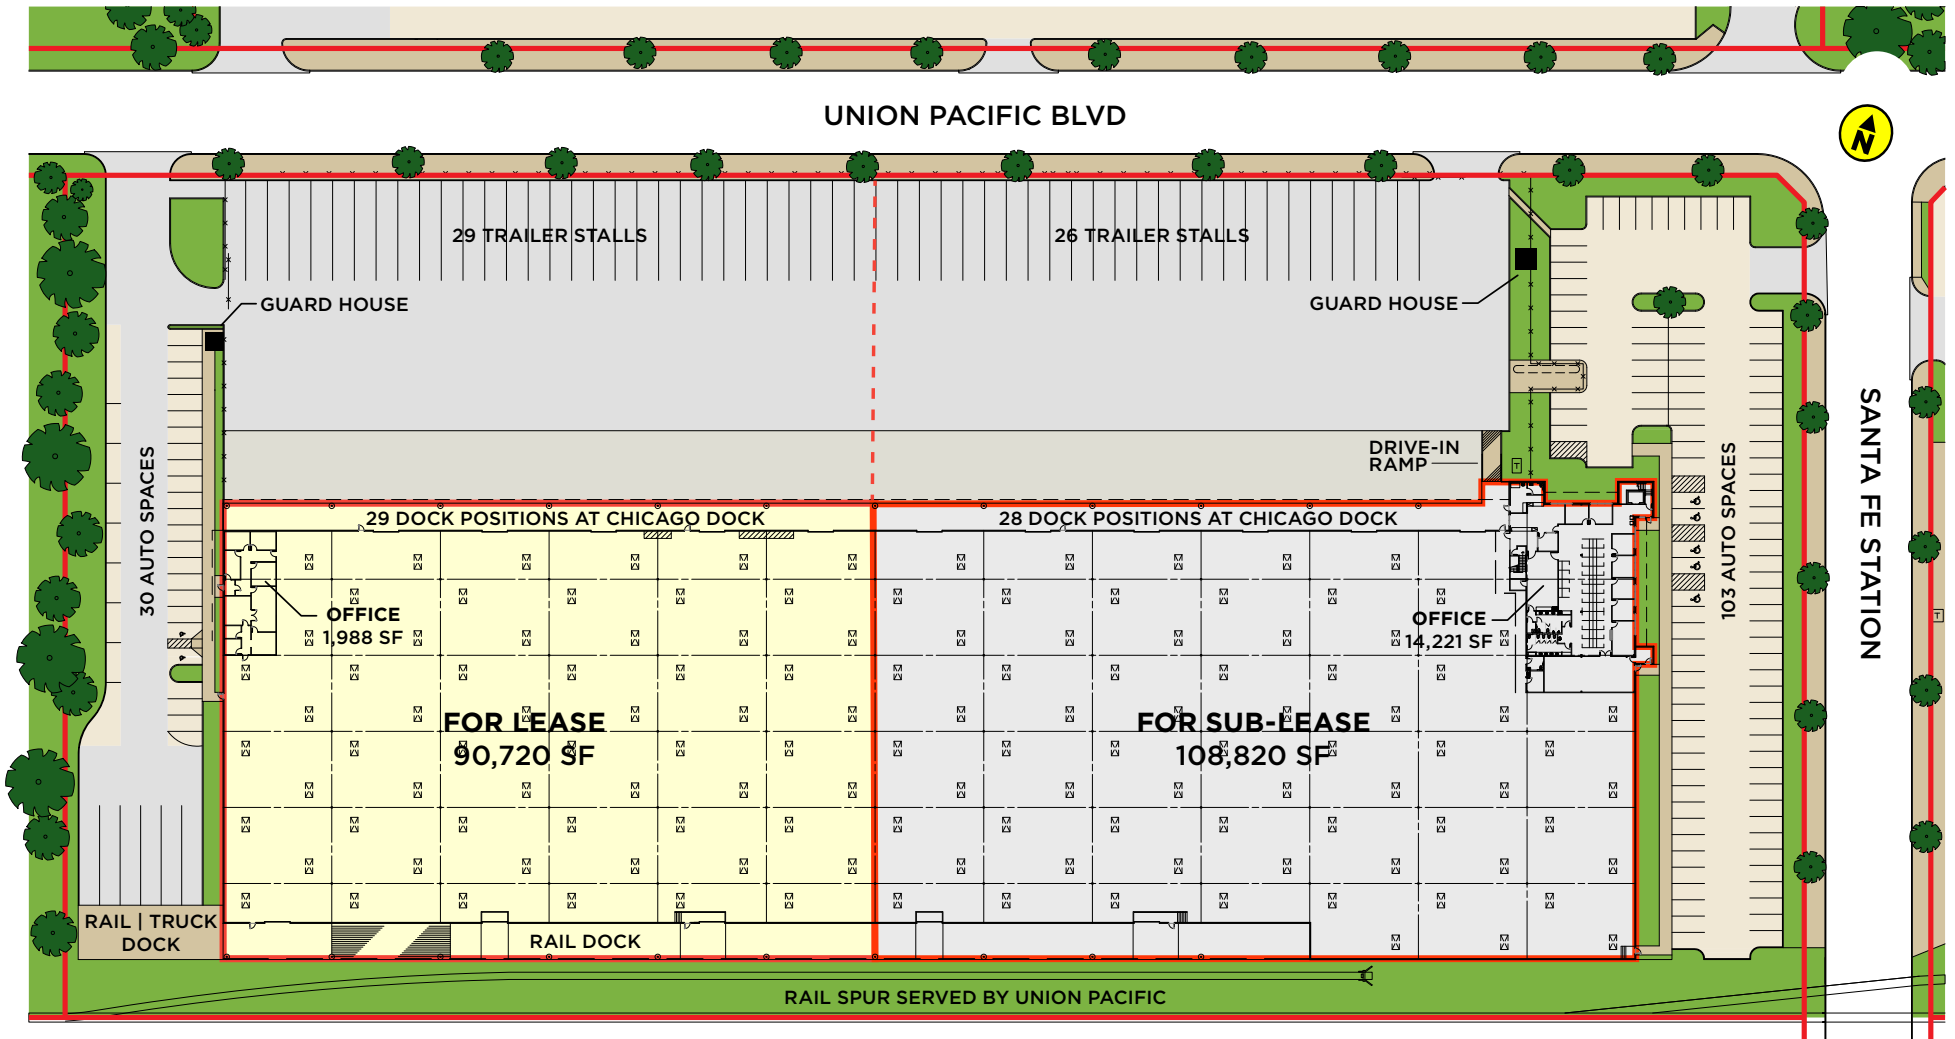 UNION PACIFIC BLVD
N
29 TRAILER STALLS
26 TRAILER STALLS
GUARD HOUSE
GUARD HOUSE
DRIVE-IN
RAMP
T
SANTA FE STATION
30 AUTO SPACES
103 AUTO SPACES
29 DOCK POSITIONS AT CHICAGO DOCK
28 DOCK POSITIONS AT CHICAGO DOCK
OFFICE
1,988 SF
OFFICE
14,221 SF
T
FOR LEASE
90,720 SF
FOR SUB-LEASE
108,820 SF
RAIL | TRUCK
DOCK
RAIL DOCK
RAIL SPUR SERVED BY UNION PACIFIC